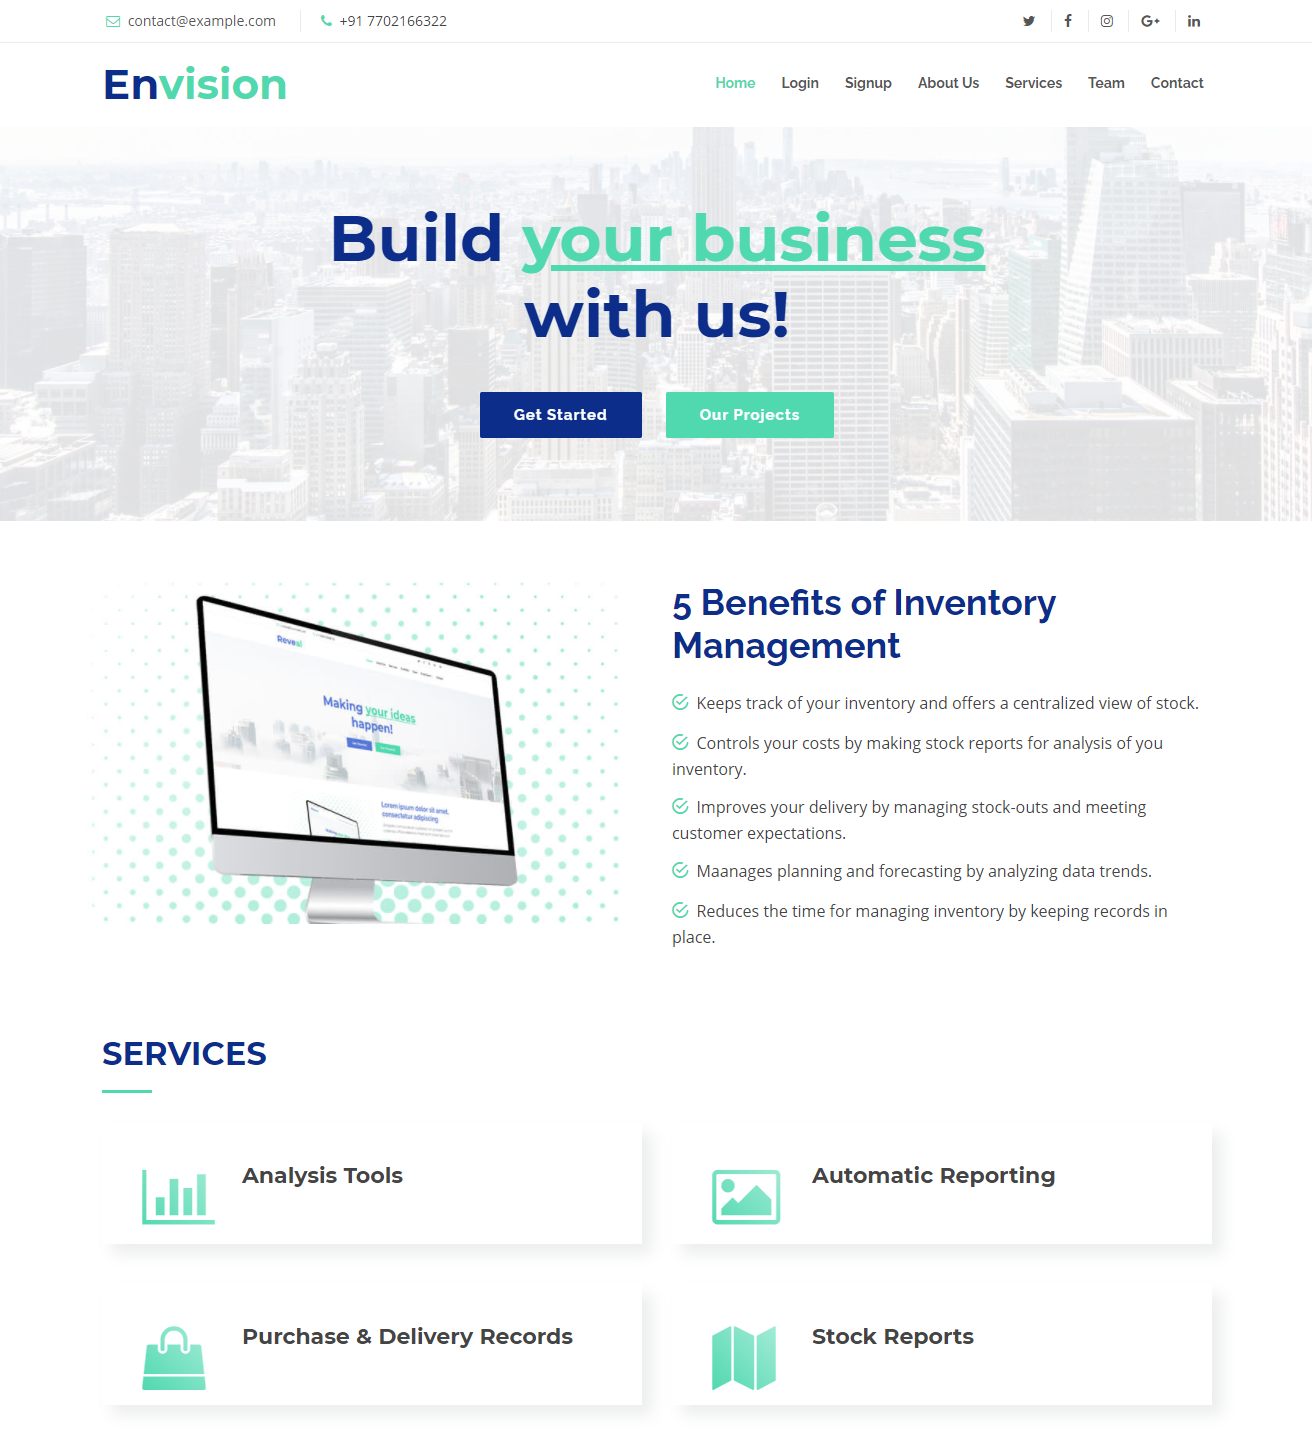 contact@example.com
+91 7702166322
Envision
Home
Login
Signup
About Us
Services
Team
Contact
Build your business
with us!
Get Started
Our Projects
Reveal
Making your ideas
happen!
Lorem ipsum dolor sit amet,
consectetur adipiscing
5 Benefits of Inventory
Management
Keeps track of your inventory and offers a centralized view of stock.
Controls your costs by making stock reports for analysis of you
inventory.
Improves your delivery by managing stock-outs and meeting
customer expectations.
Maanages planning and forecasting by analyzing data trends.
Reduces the time for managing inventory by keeping records in
place.
SERVICES
Analysis Tools
Automatic Reporting
Purchase & Delivery Records
Stock Reports